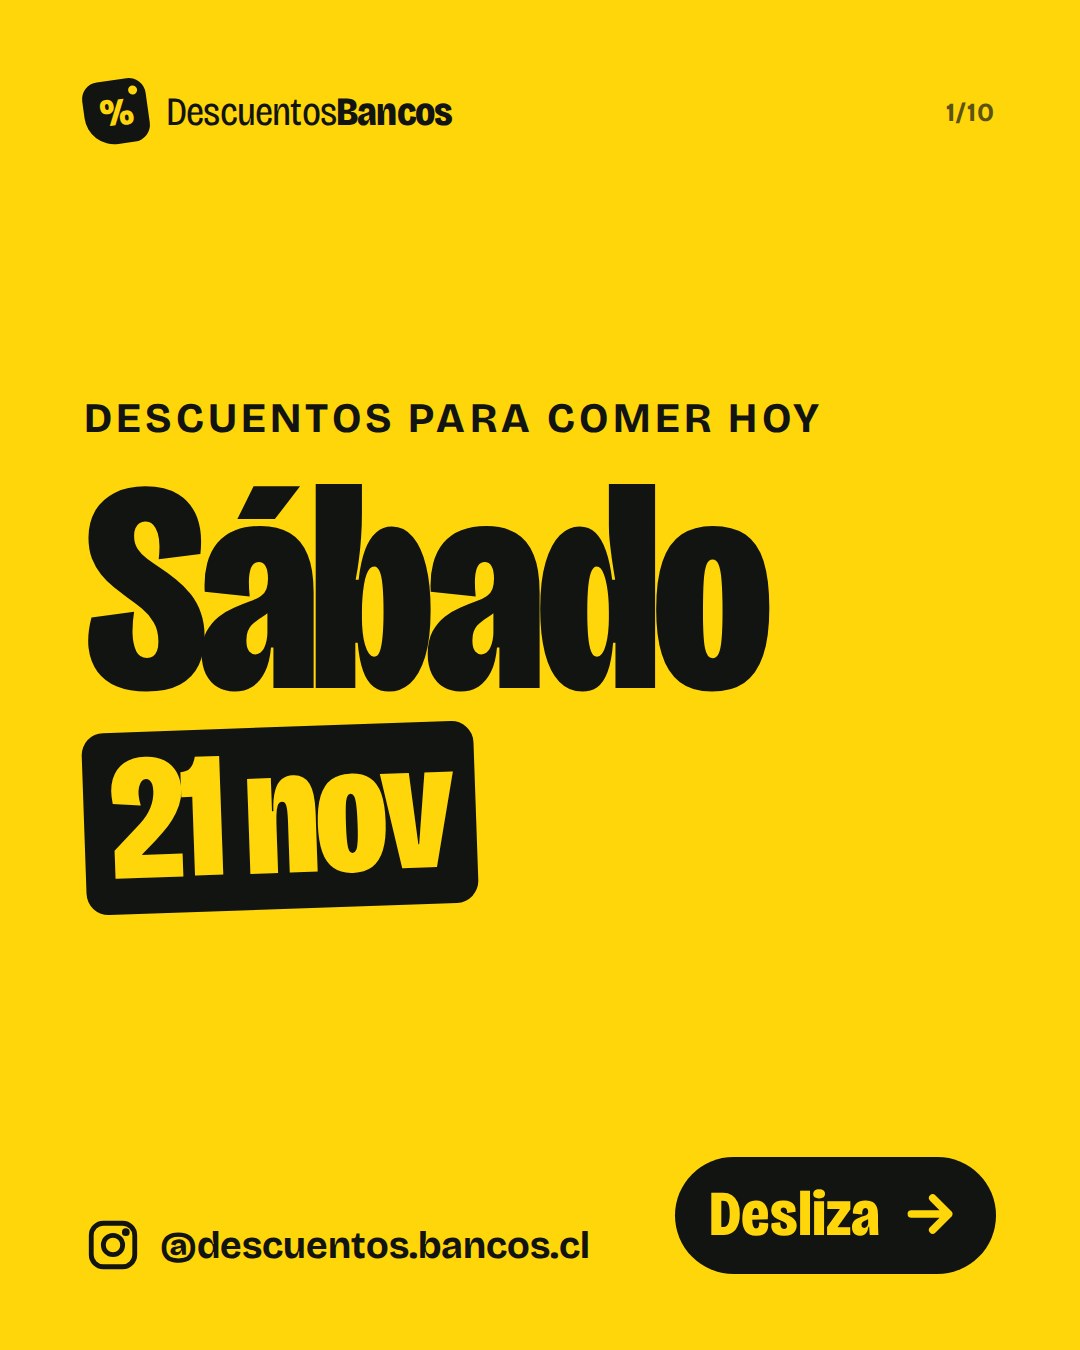 % DescuentosBancos
1/10
DESCUENTOS PARA COMER HOY
Sábado
21 nov
Desliza →
@descuentos.bancos.cl